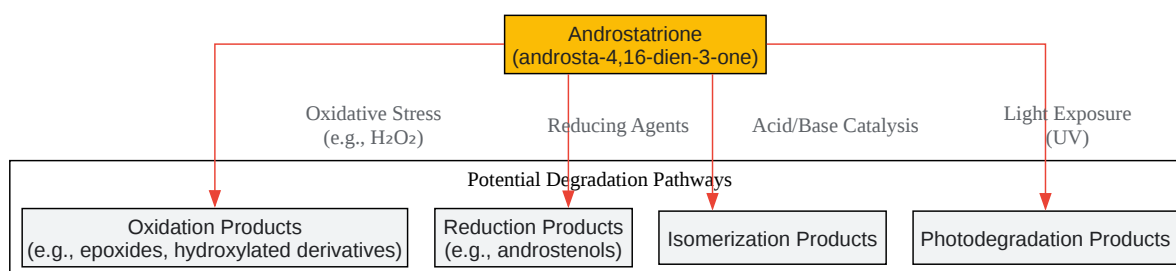 Androstatrione
(androsta-4,16-dien-3-one)
Oxidative Stress
(e.g., H₂O₂)
Reducing Agents
Acid/Base Catalysis
Light Exposure
(UV)
Potential Degradation Pathways
Oxidation Products
(e.g., epoxides, hydroxylated derivatives)
Reduction Products
(e.g., androstenols)
Isomerization Products
Photodegradation Products